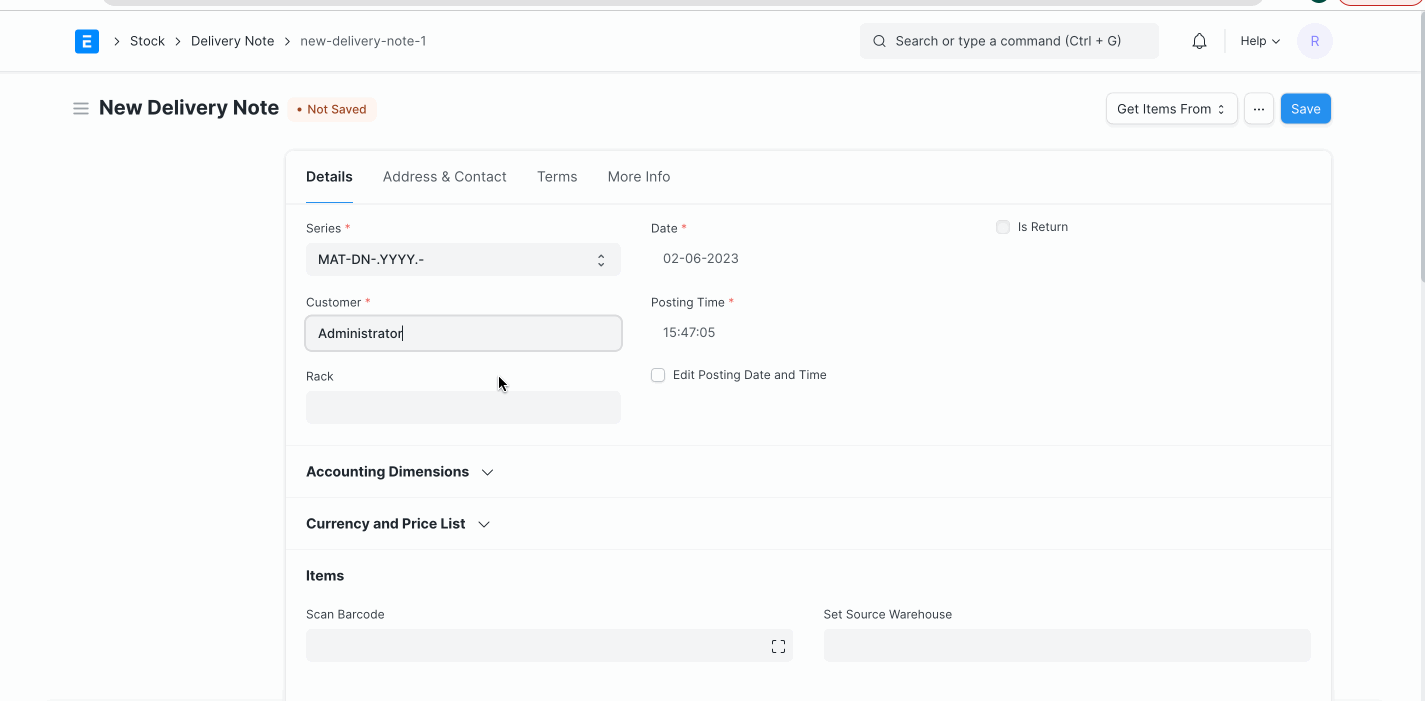 E Stock Delivery Note new-delivery-note-1 Search or type a command (Ctrl + G) Help R
New Delivery Note • Not Saved Get Items From ... Save
Details Address & Contact Terms More Info
Series * Date * Is Return
MAT-DN-.YYYY.- 02-06-2023
Customer * Posting Time *
Administrator 15:47:05
Rack Edit Posting Date and Time
Accounting Dimensions
Currency and Price List
Items
Scan Barcode Set Source Warehouse